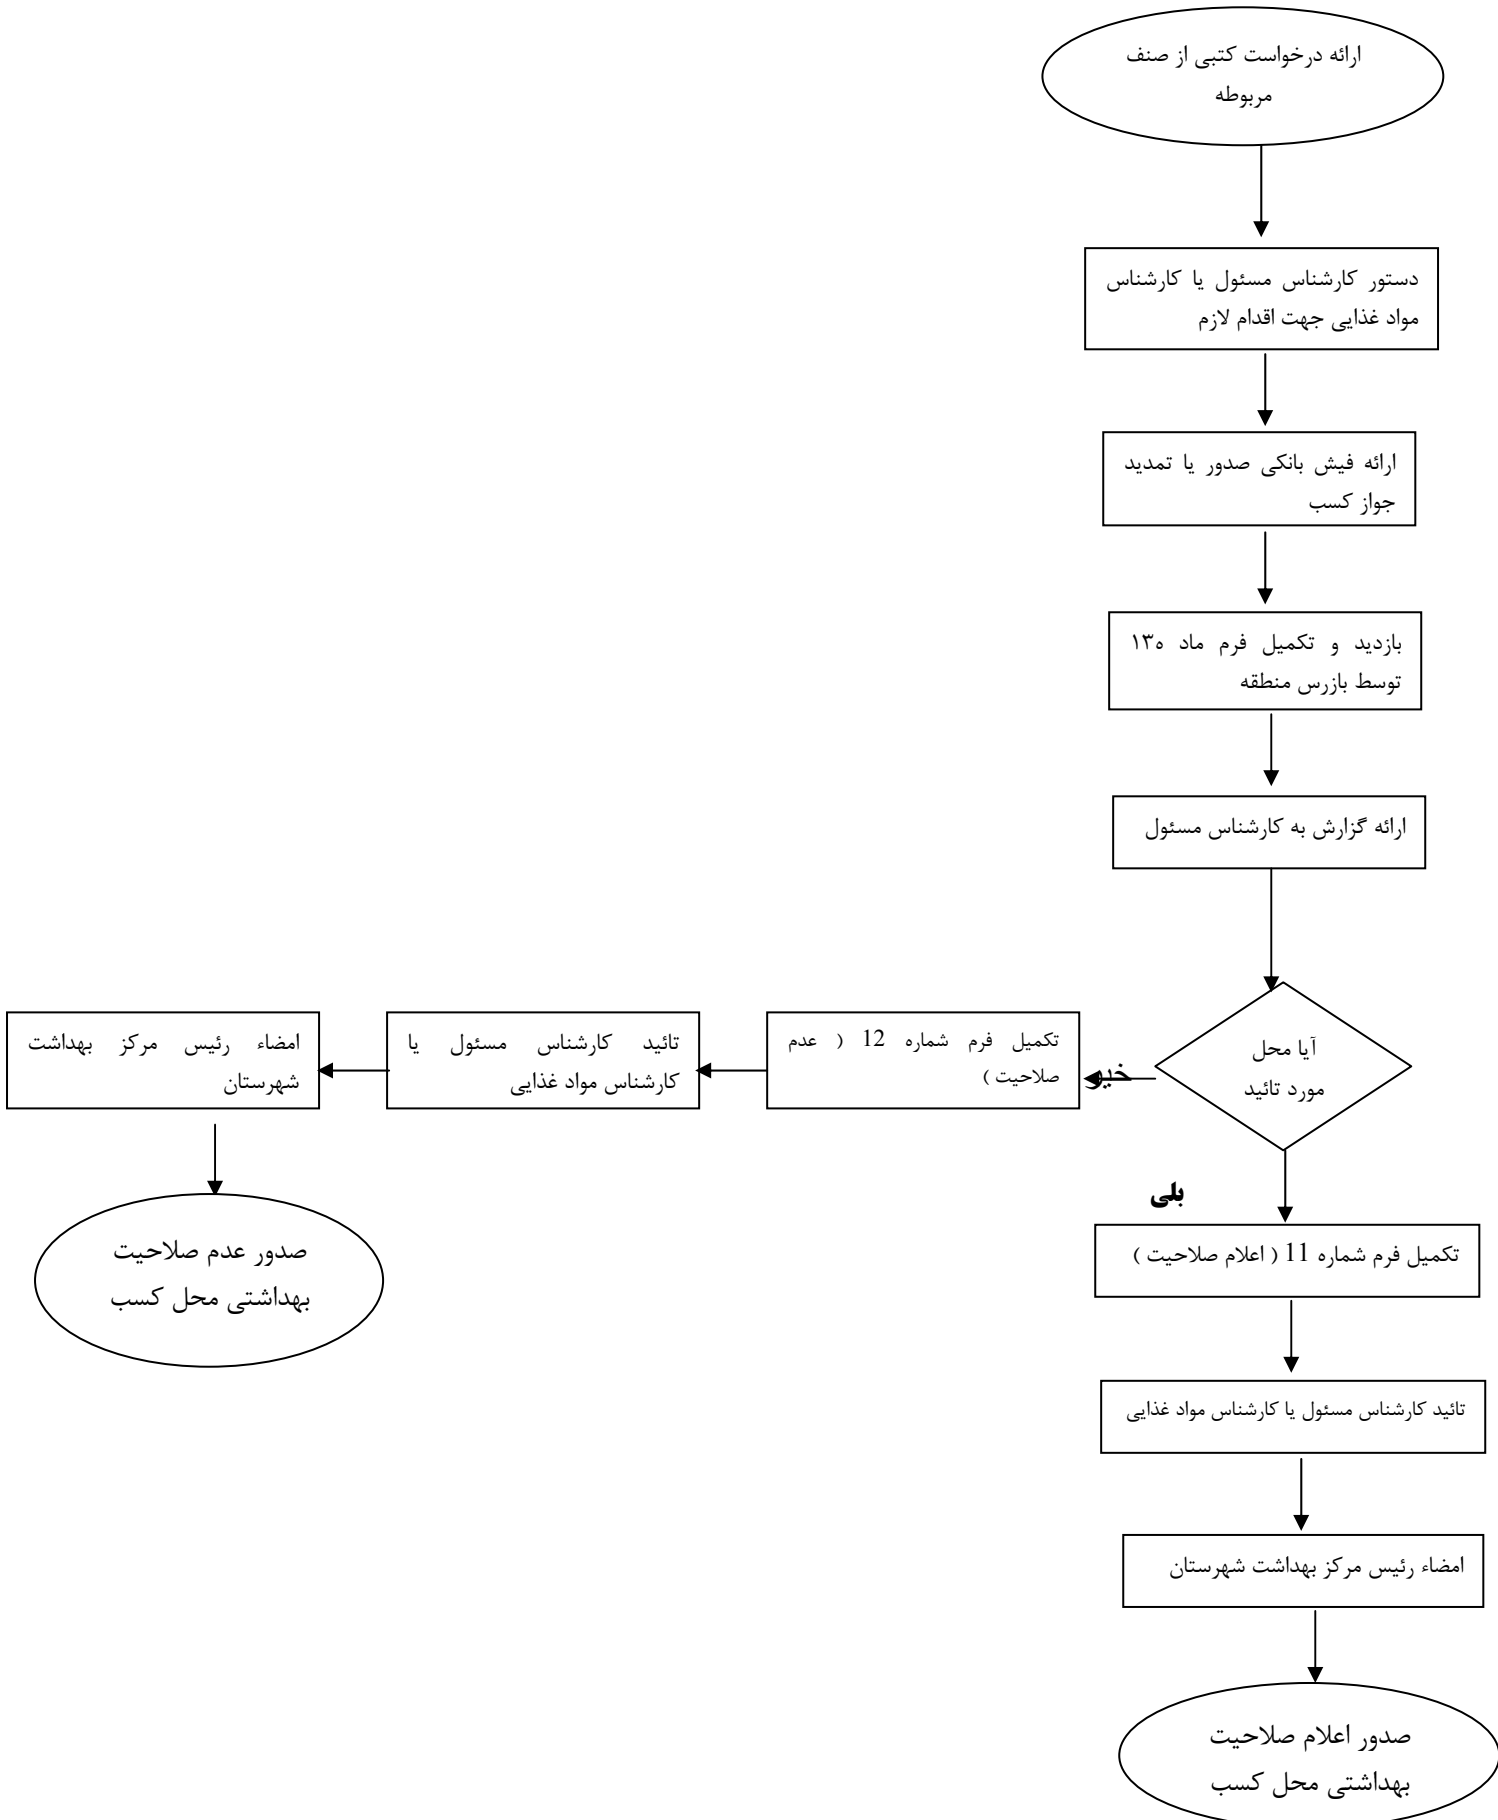 ارائه درخواست کتبی از صنف
مربوطه
دستور کارشناس مسئول یا کارشناس
مواد غذایی جهت اقدام لازم
ارائه فیش بانکی صدور یا تمدید
جواز کسب
بازدید و تکمیل فرم ماد ه۱۳
توسط بازرس منطقه
ارائه گزارش به کارشناس مسئول
آیا محل
مورد تائید
خیر
تکمیل فرم شماره 12 ( عدم
صلاحیت )
تائید کارشناس مسئول یا
کارشناس مواد غذایی
امضاء رئیس مرکز بهداشت
شهرستان
صدور عدم صلاحیت
بهداشتی محل کسب
بلی
تکمیل فرم شماره 11 ( اعلام صلاحیت )
تائید کارشناس مسئول یا کارشناس مواد غذایی
امضاء رئیس مرکز بهداشت شهرستان
صدور اعلام صلاحیت
بهداشتی محل کسب